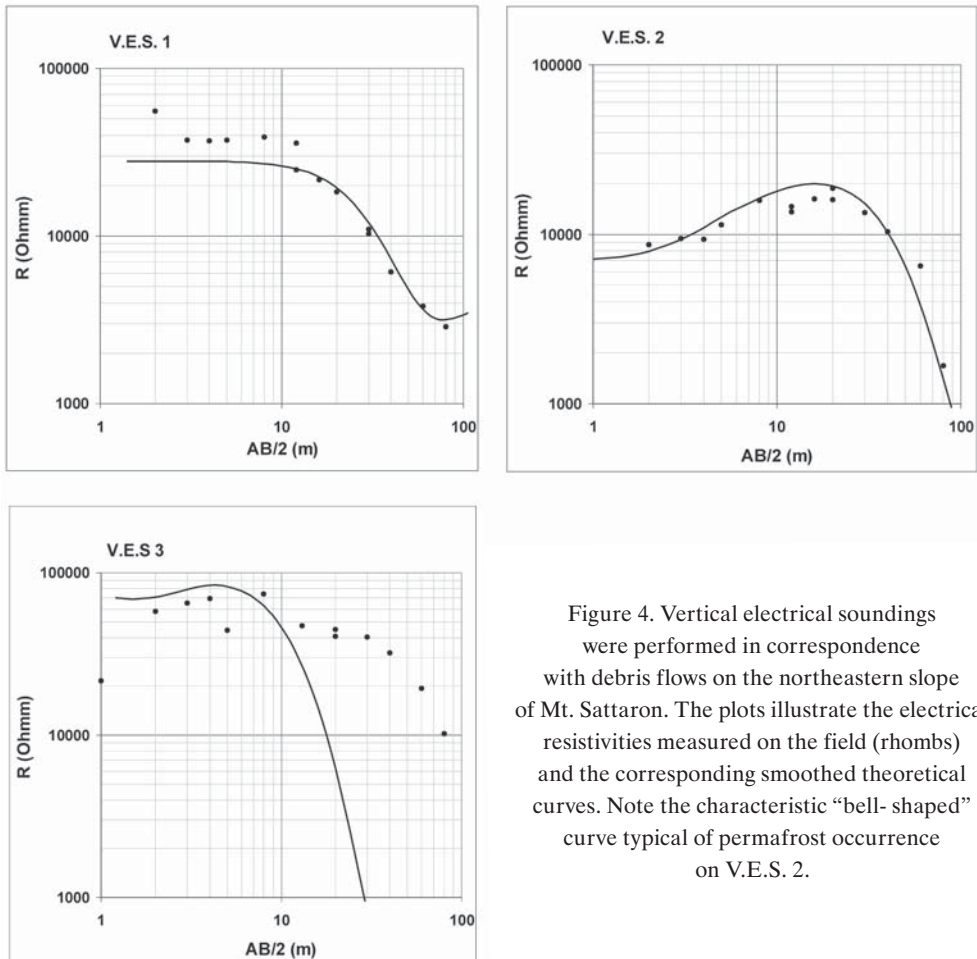 V.E.S. 1
100000
10000
1000
R (Ohmm)
1
10
100
AB/2 (m)
V.E.S. 2
100000
10000
1000
R (Ohmm)
1
10
100
AB/2 (m)
V.E.S 3
100000
10000
1000
R (Ohmm)
1
10
100
AB/2 (m)
Figure 4. Vertical electrical soundings
were performed in correspondence
with debris flows on the northeastern slope
of Mt. Sattaron. The plots illustrate the electrica
resistivities measured on the field (rhombs)
and the corresponding smoothed theoretical
curves. Note the characteristic “bell- shaped”
curve typical of permafrost occurrence
on V.E.S. 2.